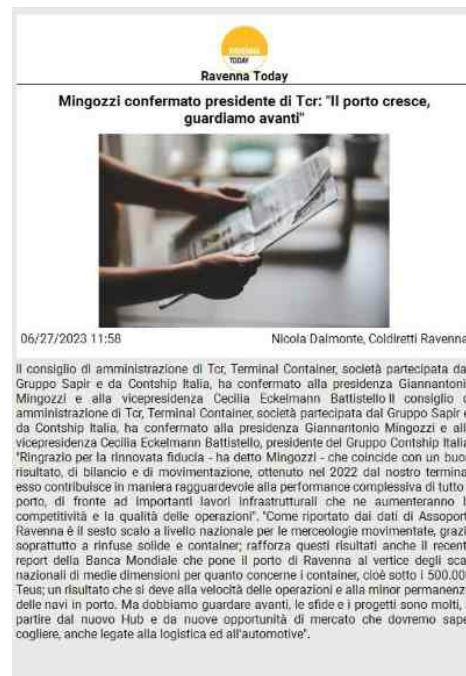 TODAY
Ravenna Today
Mingozzi confermato presidente di Tcr: "Il porto cresce,
guardiamo avanti"
06/27/2023 11:58
Nicola Dalmonte, Coldiretti Ravenna
Il consiglio di amministrazione di Tcr, Terminal Container, società partecipata da
Gruppo Sapir e da Contship Italia, ha confermato alla presidenza Giannantoni
Mingozzi e alla vicepresidenza Cecilia Eckelmann Battistello Il consiglio d
amministrazione di Tcr, Terminal Container, società partecipata dal Gruppo Sapir e
da Contship Italia, ha confermato alla presidenza Giannantonio Mingozzi e all
vicepresidenza Cecilia Eckelmann Battistello, presidente del Gruppo Contship Italia
"Ringrazio per la rinnovata fiducia - ha detto Mingozzi - che coincide con un buo
risultato, di bilancio e di movimentazione, ottenuto nel 2022 dal nostro termina
esso contribuisce in maniera ragguardevole alla performance complessiva di tutto i
porto, di fronte ad importanti lavori infrastrutturali che ne aumenteranno l
competitività e la qualità delle operazioni". "Come riportato dai dati di Assoport
Ravenna è il sesto scalo a livello nazionale per le merceologie movimentate, grazi
soprattutto a rinfuse solide e container; rafforza questi risultati anche il recent
report della Banca Mondiale che pone il porto di Ravenna al vertice degli sca
nazionali di medie dimensioni per quanto concerne i container, cioè sotto i 500.00
Teus; un risultato che si deve alla velocità delle operazioni e alla minor permanenz
delle navi in porto. Ma dobbiamo guardare avanti, le sfide e i progetti sono molti,
partire dal nuovo Hub e da nuove opportunità di mercato che dovremo sape
cogliere, anche legate alla logistica ed all'automotive".